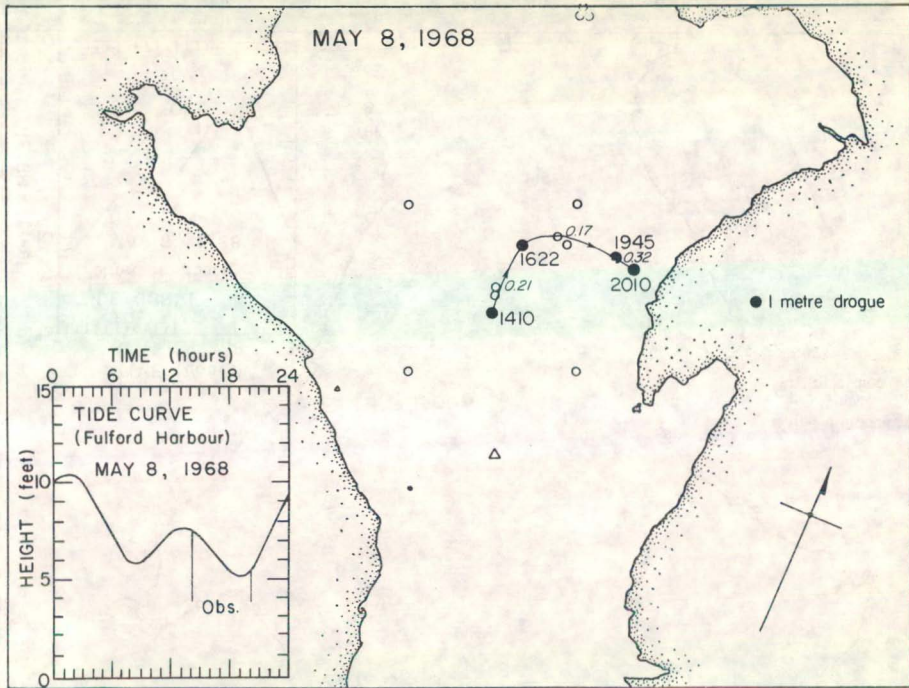 MAY 8, 1968
0.17
1945
1622
0.32
2010
0.21
1 metre drogue
1410
TIME (hours)
0 6 12 18 24
15
TIDE CURVE
(Fulford Harbour)
MAY 8, 1968
HEIGHT (feet)
10
5
Obs.
0